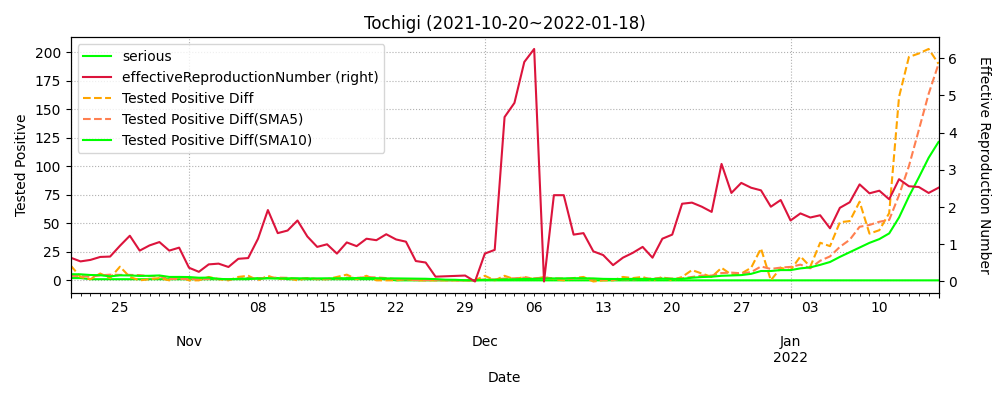 Tochigi (2021-10-20~2022-01-18)
serious
effectiveReproductionNumber (right)
Tested Positive Diff
Tested Positive Diff(SMA5)
Tested Positive Diff(SMA10)
Tested Positive
200
175
150
125
100
75
50
25
0
6
5
4
3
2
1
0
Effective Reproduction Number
25 08 15 22 29 06 13 20 27 03 10
Nov Dec Jan
2022
Date